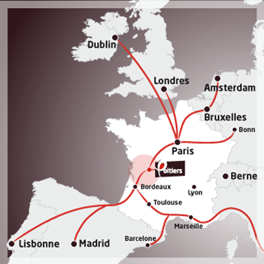 Dublin
Londres
Amsterdam
Bruxelles
Bonn
Paris
Poitiers
Berne
Bordeaux
Lyon
Toulouse
Marseille
Barcelone
Lisbonne
Madrid